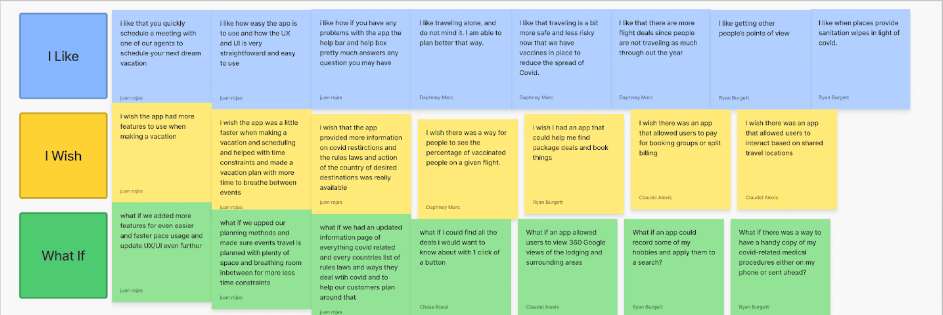 I Like
i like that you quickly
schedule a meeting with
one of our agents to
schedule your next dream
vacation
juan rojas
i like how easy the app is
to use and how the UX
and UI is very
straightfoward and easy
to use
juan rojas
i like how if you have any
problems with the app the
help bar and help box
pretty much answers any
question you may have
juan rojas
I like traveling alone, and
do not mind it. I am able to
plan better that way.
Daphney Marc
I like that traveling is a bit
more safe and less risky
now that we have
vaccines in place to
reduce the spread of
Covid.
Daphney Marc
I like that there are more
flight deals since people
are not traveling as much
through out the year
Daphney Marc
I like getting other
people's points of view
Ryan Burgett
I like when places provide
sanitation wipes in light of
covid.
Ryan Burgett
I Wish
i wish the app had more
features to use when
making a vacation
juan rojas
i wish the app was a little
faster when making a
vacation and scheduling
and helped with time
constraints and made a
vacation plan with more
time to breathe between
events
juan rojas
i wish that the app
provided more information
on covid restirctions and
the rules laws and action
of the country of desired
destinations was really
available
juan rojas
I wish there was a way for
people to see the
percentage of vaccinated
people on a given flight.
Daphney Marc
I wish I had an app that
could help me find
package deals and book
things
Ryan Burgett
I wish there was an app
that allowed users to pay
for booking groups or split
billing
Claudel Alexis
I wish there was an app
that allowed users to
interact based on shared
travel locations
Claudel Alexis
What If
what if we added more
features for even easier
and faster pace usage and
update UX/UI even furthur
juan rojas
what if we upped our
planning methods and
made sure events travel is
planned with plenty of
space and breathing room
inbetween for more less
time constraints
juan rojas
what if we had an updated
information page of
everything covid related
and every countries list of
rules laws and ways they
deal wtih covid and to
help our customers plan
around that
juan rojas
what if i could find all the
deals i would want to
know about with 1 click of
a button
Chase Rossi
What if an app allowed
users to view 360 Google
views of the lodging and
surrounding areas
Claudel Alexis
What if an app could
record some of my
hobbies and apply them to
a search?
Ryan Burgett
What if there was a way to
have a handy copy of my
covid-related medical
procedures either on my
phone or sent ahead?
Ryan Burgett